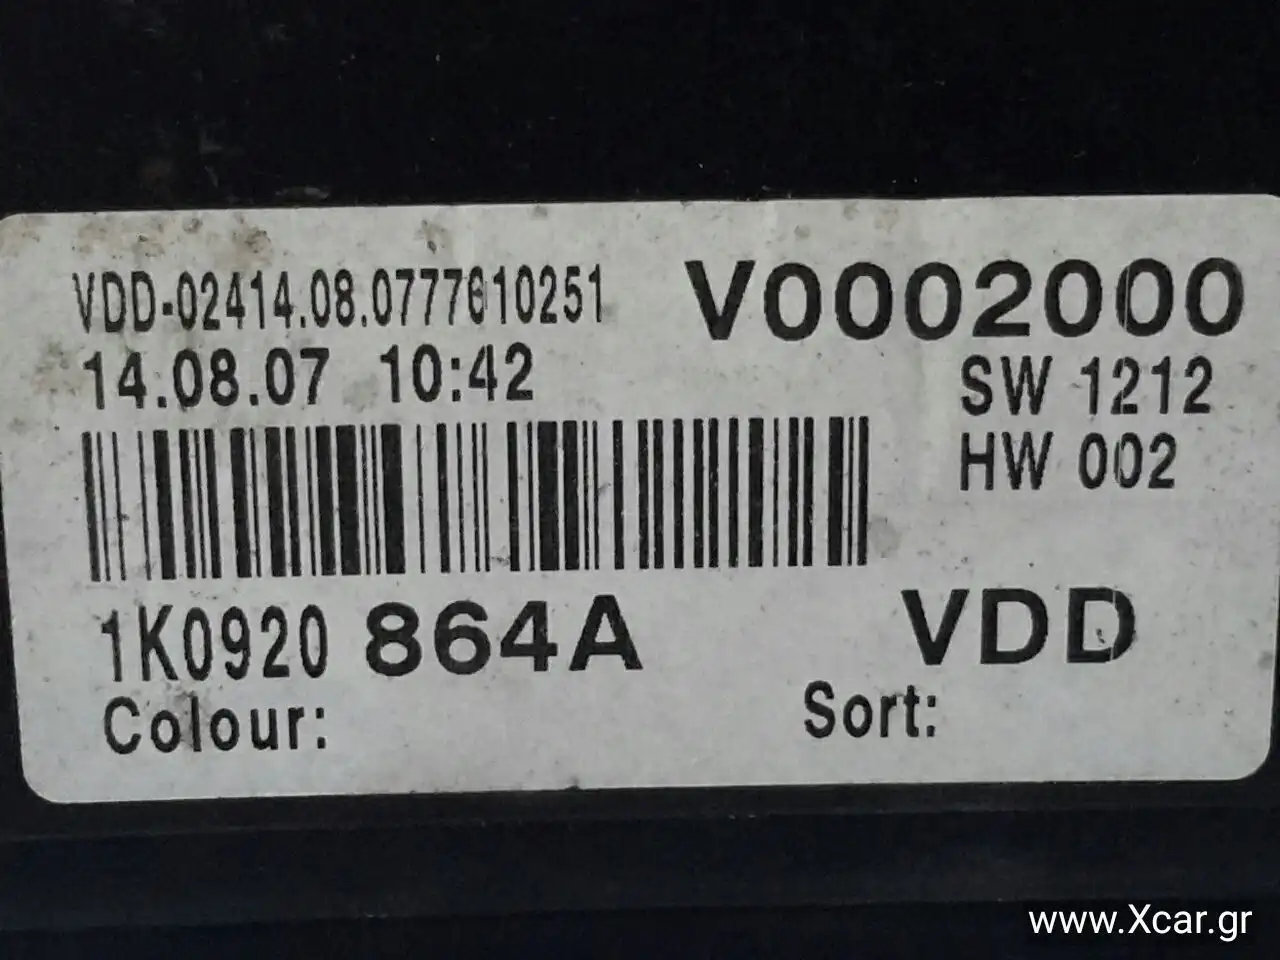 VDD-02414.08.0777610251
V0002000
14.08.07 10:42
SW 1212
HW 002
1K0920 864A
VDD
Colour:
Sort:
www.Xcar.gr